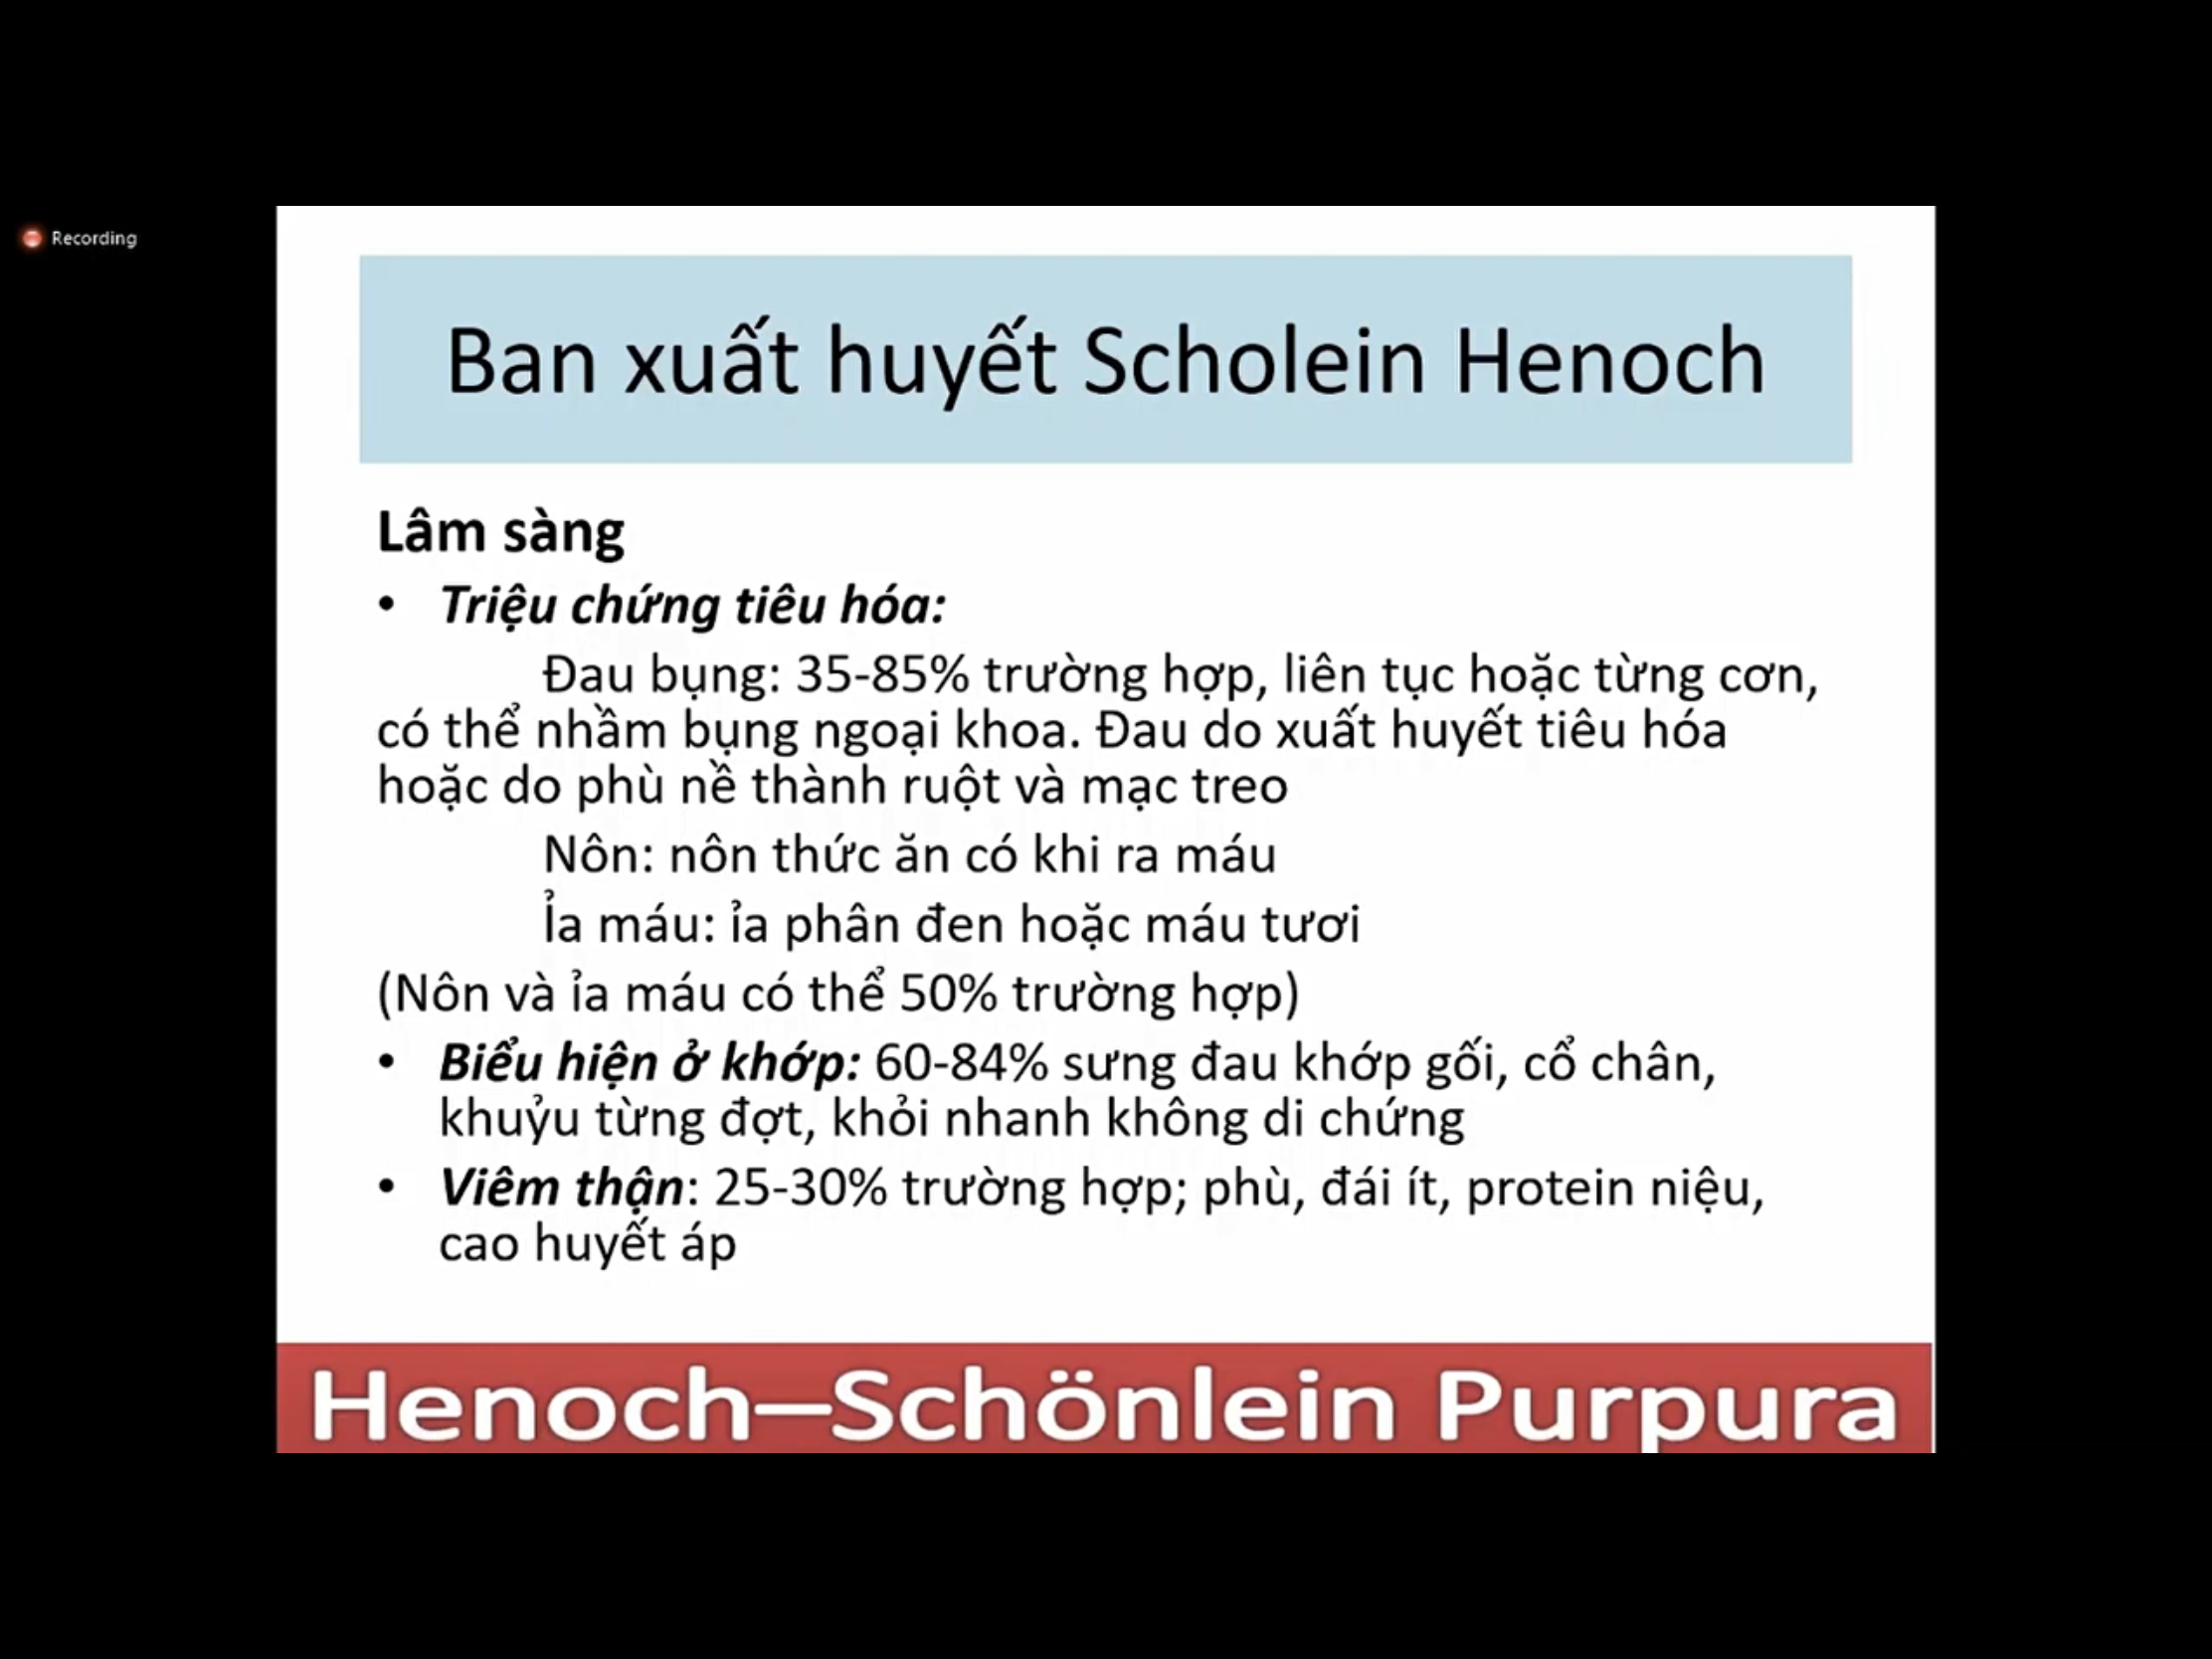 Recording
Ban xuất huyết Scholein Henoch
Lâm sàng
• Triệu chứng tiêu hóa:
Đau bụng: 35-85% trường hợp, liên tục hoặc từng cơn,
có thể nhầm bụng ngoại khoa. Đau do xuất huyết tiêu hóa
hoặc do phù nề thành ruột và mạc treo
Nôn: nôn thức ăn có khi ra máu
Ỉa máu: ỉa phân đen hoặc máu tươi
(Nôn và ỉa máu có thể 50% trường hợp)
• Biểu hiện ở khớp: 60-84% sưng đau khớp gối, cổ chân,
khuỷu từng đợt, khỏi nhanh không di chứng
• Viêm thận: 25-30% trường hợp; phù, đái ít, protein niệu,
cao huyết áp
Henoch–Schönlein Purpura